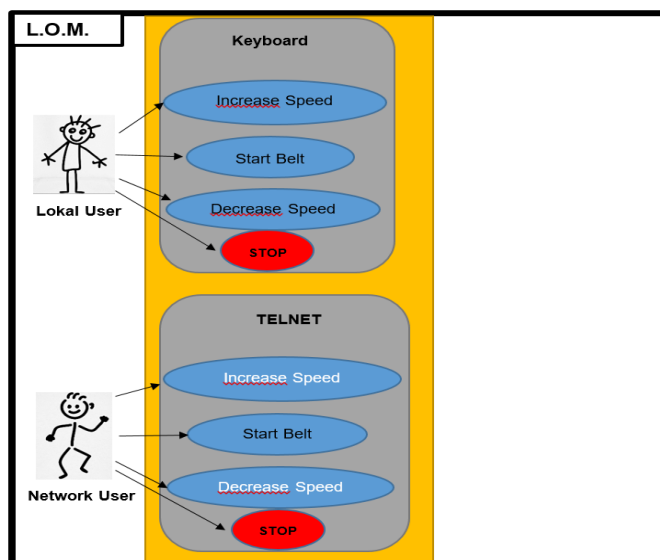 L.O.M.
Keyboard
Increase Speed
Start Belt
Decrease Speed
STOP
Lokal User
TELNET
Increase Speed
Start Belt
Decrease Speed
STOP
Network User